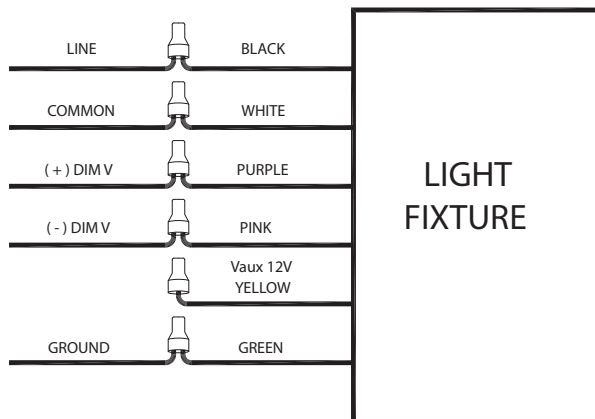 LINE BLACK
COMMON WHITE
( + ) DIM V PURPLE
( - ) DIM V PINK
Vaux 12V
YELLOW
GROUND GREEN
LIGHT
FIXTURE